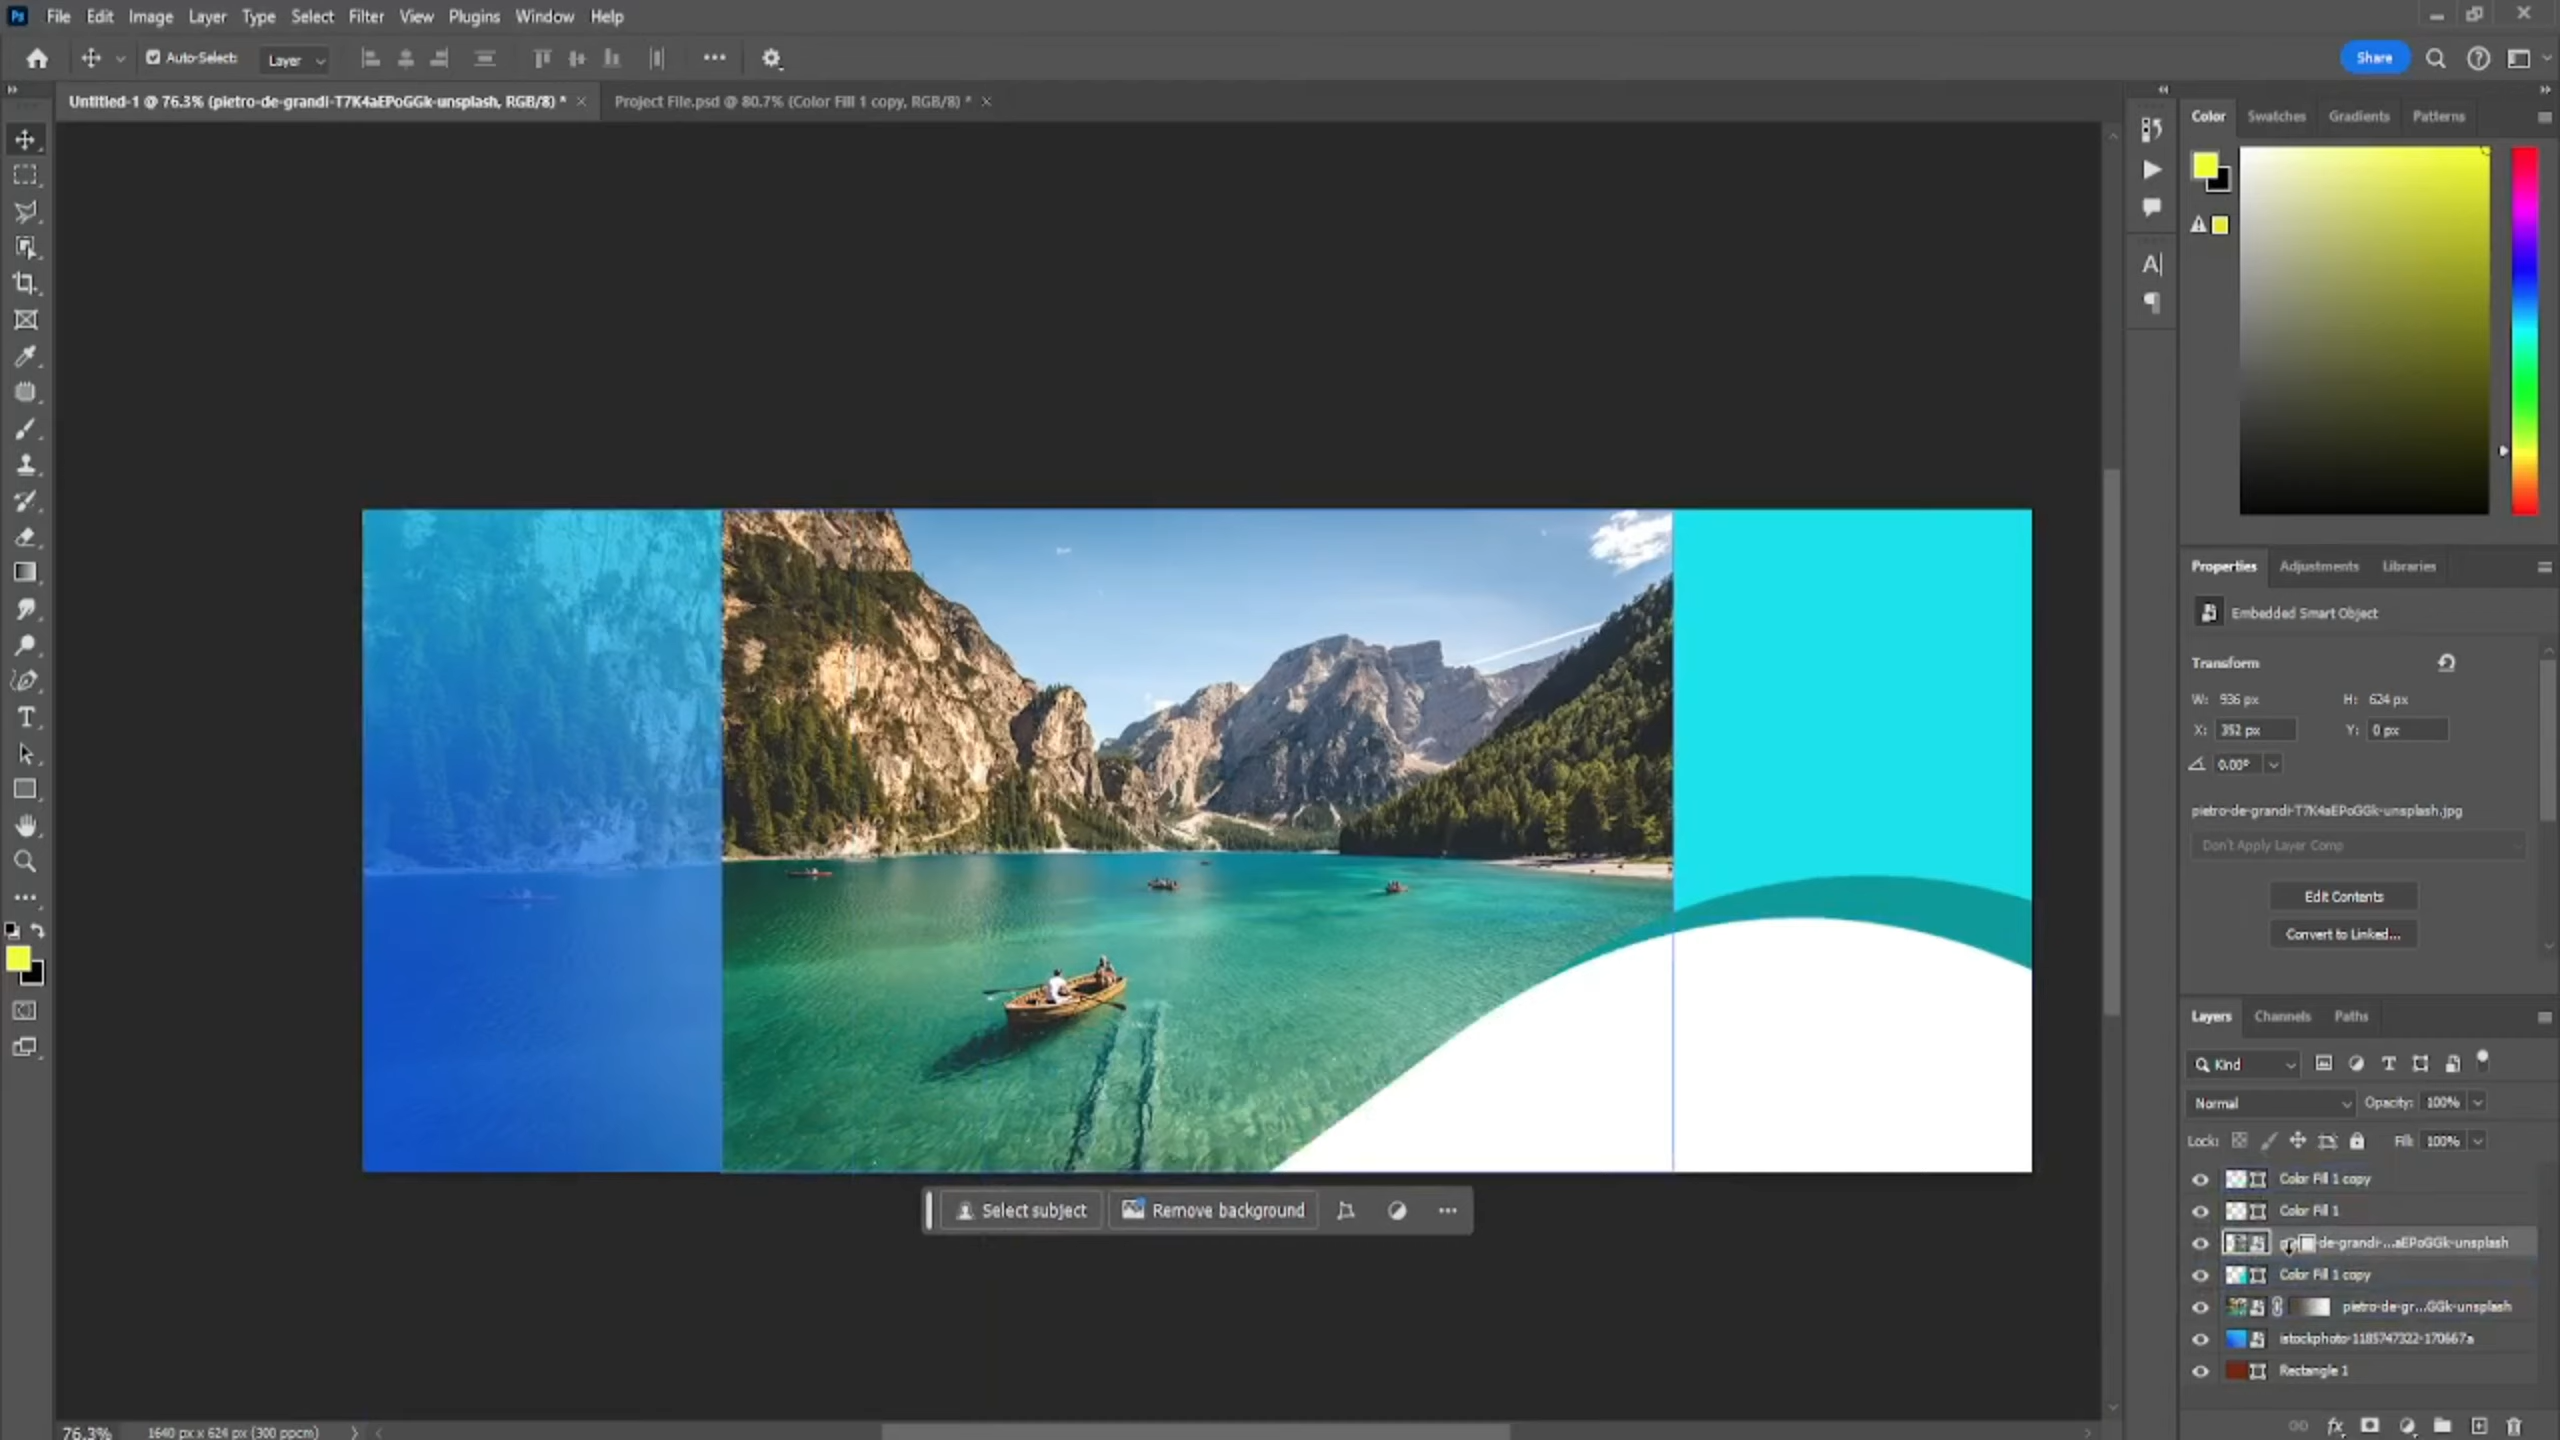 Ps File Edit Image Layer Type Select Filter View Plugins Window Help
Auto-Select: Layer Share
Untitled-1 @ 76.3% (pietro-de-grandi-T7K4aEPoGGk-unsplash, RGB/8) * Project File.psd @ 80.7% (Color Fill 1 copy, RGB/8) *
Color Swatches Gradients Patterns
Properties Adjustments Libraries
Embedded Smart Object
Transform
W: 936 px H: 624 px
X: 352 px Y: 0 px
0.00°
pietro-de-grandi-T7K4aEPoGGk-unsplash.jpg
Don't Apply Layer Comp
Edit Contents
Convert to Linked...
Layers Channels Paths
Kind
Normal Opacity: 100%
Lock: Fill: 100%
Color Fill 1 copy
Color Fill 1
de-grandi-...aEPoGGk-unsplash
Color Fill 1 copy
pietro-de-gr...GGk-unsplash
istockphoto-1185747322-170667a
Rectangle 1
Select subject Remove background
76.3% 1640 px x 624 px (300 ppcm)